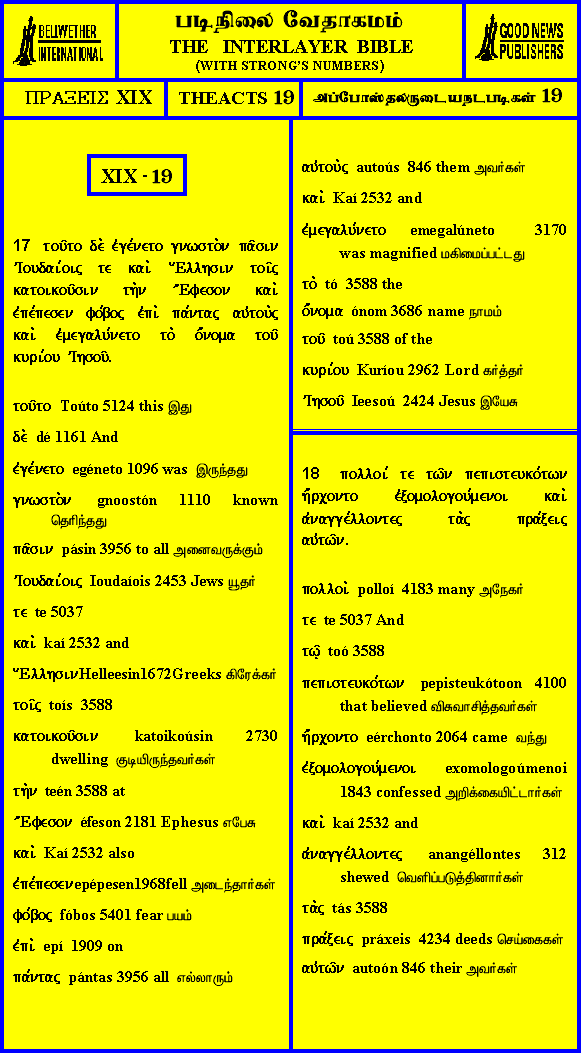 BELLWETHER
INTERNATIONAL
படிநிலை வேதாகமம்
THE INTERLAYER BIBLE
(WITH STRONG'S NUMBERS)
GOOD NEWS
PUBLISHERS
ΠΡΑΞΕΙΣ XIX
THEACTS 19
அப்போஸ்தலருடையநடபடிகள் 19
XIX - 19
17 τοῦτο δὲ ἐγένετο γνωστὸν πᾶσιν
Ἰουδαίοις τε καὶ Ἕλλησιν τοῖς
κατοικοῦσιν τὴν Ἔφεσον καὶ
ἐπέπεσεν φόβος ἐπὶ πάντας αὐτοὺς
καὶ ἐμεγαλύνετο τὸ ὄνομα τοῦ
κυρίου Ἰησοῦ.
τοῦτο Toúto 5124 this இது
δὲ dé 1161 And
ἐγένετο egéneto 1096 was இருந்தது
γνωστὸν gnoostón 1110 known
தெரிந்தது
πᾶσιν pásin 3956 to all அனைவருக்கும்
Ἰουδαίοις Ioudaíois 2453 Jews யூதர்
τε te 5037
καὶ kaí 2532 and
Ἕλλησιν Helleesin1672Greeks கிரேக்கர்
τοῖς toís 3588
κατοικοῦσιν katoikoúsin 2730
dwelling குடியிருந்தவர்கள்
τὴν teén 3588 at
Ἔφεσον éfeson 2181 Ephesus எபேசு
καὶ Kaí 2532 also
ἐπέπεσεν epépesen1968fell அடைந்தார்கள்
φόβος fóbos 5401 fear பயம்
ἐπὶ epí 1909 on
πάντας pántas 3956 all எல்லாரும்
αὐτοὺς autoús 846 them அவர்கள்
καὶ Kaí 2532 and
ἐμεγαλύνετο emegalúneto 3170
was magnified மகிமைப்பட்டது
τὸ tó 3588 the
ὄνομα ónom 3686 name நாமம்
τοῦ toú 3588 of the
κυρίου Kuríou 2962 Lord கர்த்தர்
Ἰησοῦ Ieesoú 2424 Jesus இயேசு
18 πολλοί τε τῶν πεπιστευκότων
ἤρχοντο ἐξομολογούμενοι καὶ
ἀναγγέλλοντες τὰς πράξεις
αὐτῶν.
πολλοὶ polloí 4183 many அநேகர்
τε te 5037 And
τῷ toó 3588
πεπιστευκότων pepisteukótoon 4100
that believed விசுவாசித்தவர்கள்
ἤρχοντο eérchonto 2064 came வந்து
ἐξομολογούμενοι exomologoúmenoi
1843 confessed அறிக்கையிட்டார்கள்
καὶ kaí 2532 and
ἀναγγέλλοντες anangéllontes 312
shewed வெளிப்படுத்தினார்கள்
τὰς tás 3588
πράξεις práxeis 4234 deeds செய்கைகள்
αὐτῶν autoón 846 their அவர்கள்